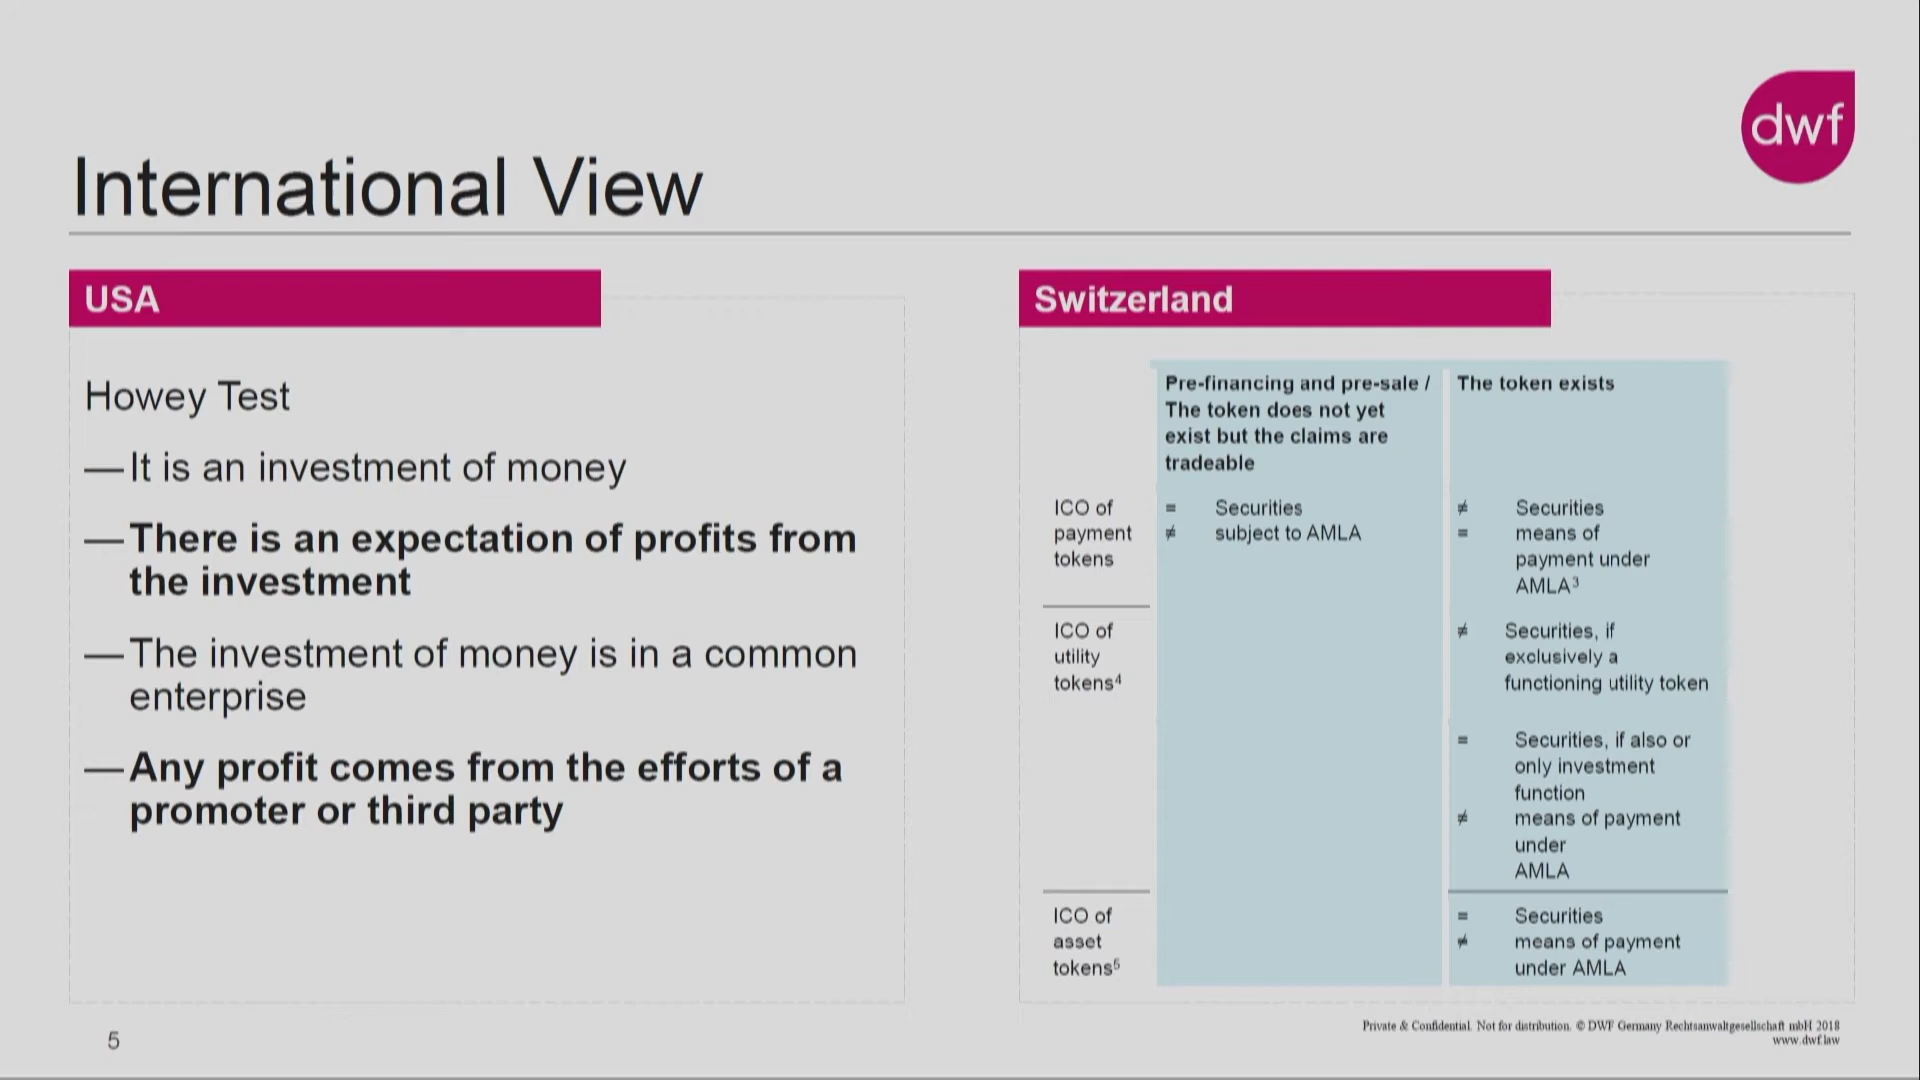 dwf
International View
USA
Howey Test
—It is an investment of money
—There is an expectation of profits from
the investment
—The investment of money is in a common
enterprise
—Any profit comes from the efforts of a
promoter or third party
Switzerland
Pre-financing and pre-sale /
The token does not yet
exist but the claims are
tradeable
The token exists
ICO of
payment
tokens
= Securities
≠ subject to AMLA
≠ Securities
= means of
payment under
AMLA³
ICO of
utility
tokens⁴
≠ Securities, if
exclusively a
functioning utility token
= Securities, if also or
only investment
function
≠ means of payment
under
AMLA
ICO of
asset
tokens⁵
= Securities
≠ means of payment
under AMLA
5
Private & Confidential. Not for distribution. © DWF Germany Rechtsanwaltgesellschaft mbH 2018
www.dwf.law